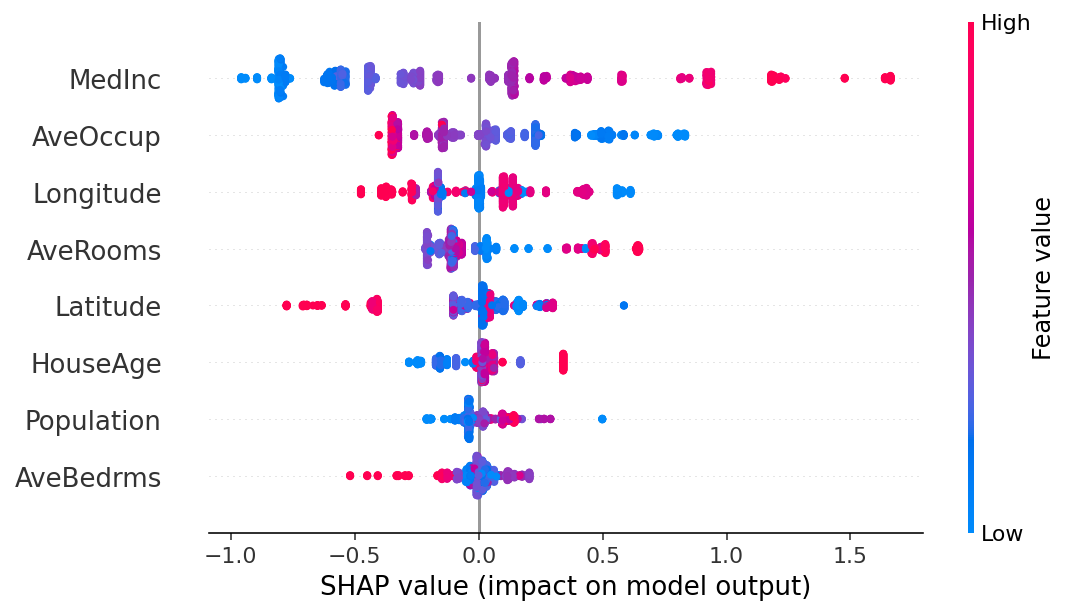 High
MedInc
AveOccup
Longitude
AveRooms
Latitude
HouseAge
Population
AveBedrms
Feature value
Low
−1.0 −0.5 0.0 0.5 1.0 1.5
SHAP value (impact on model output)